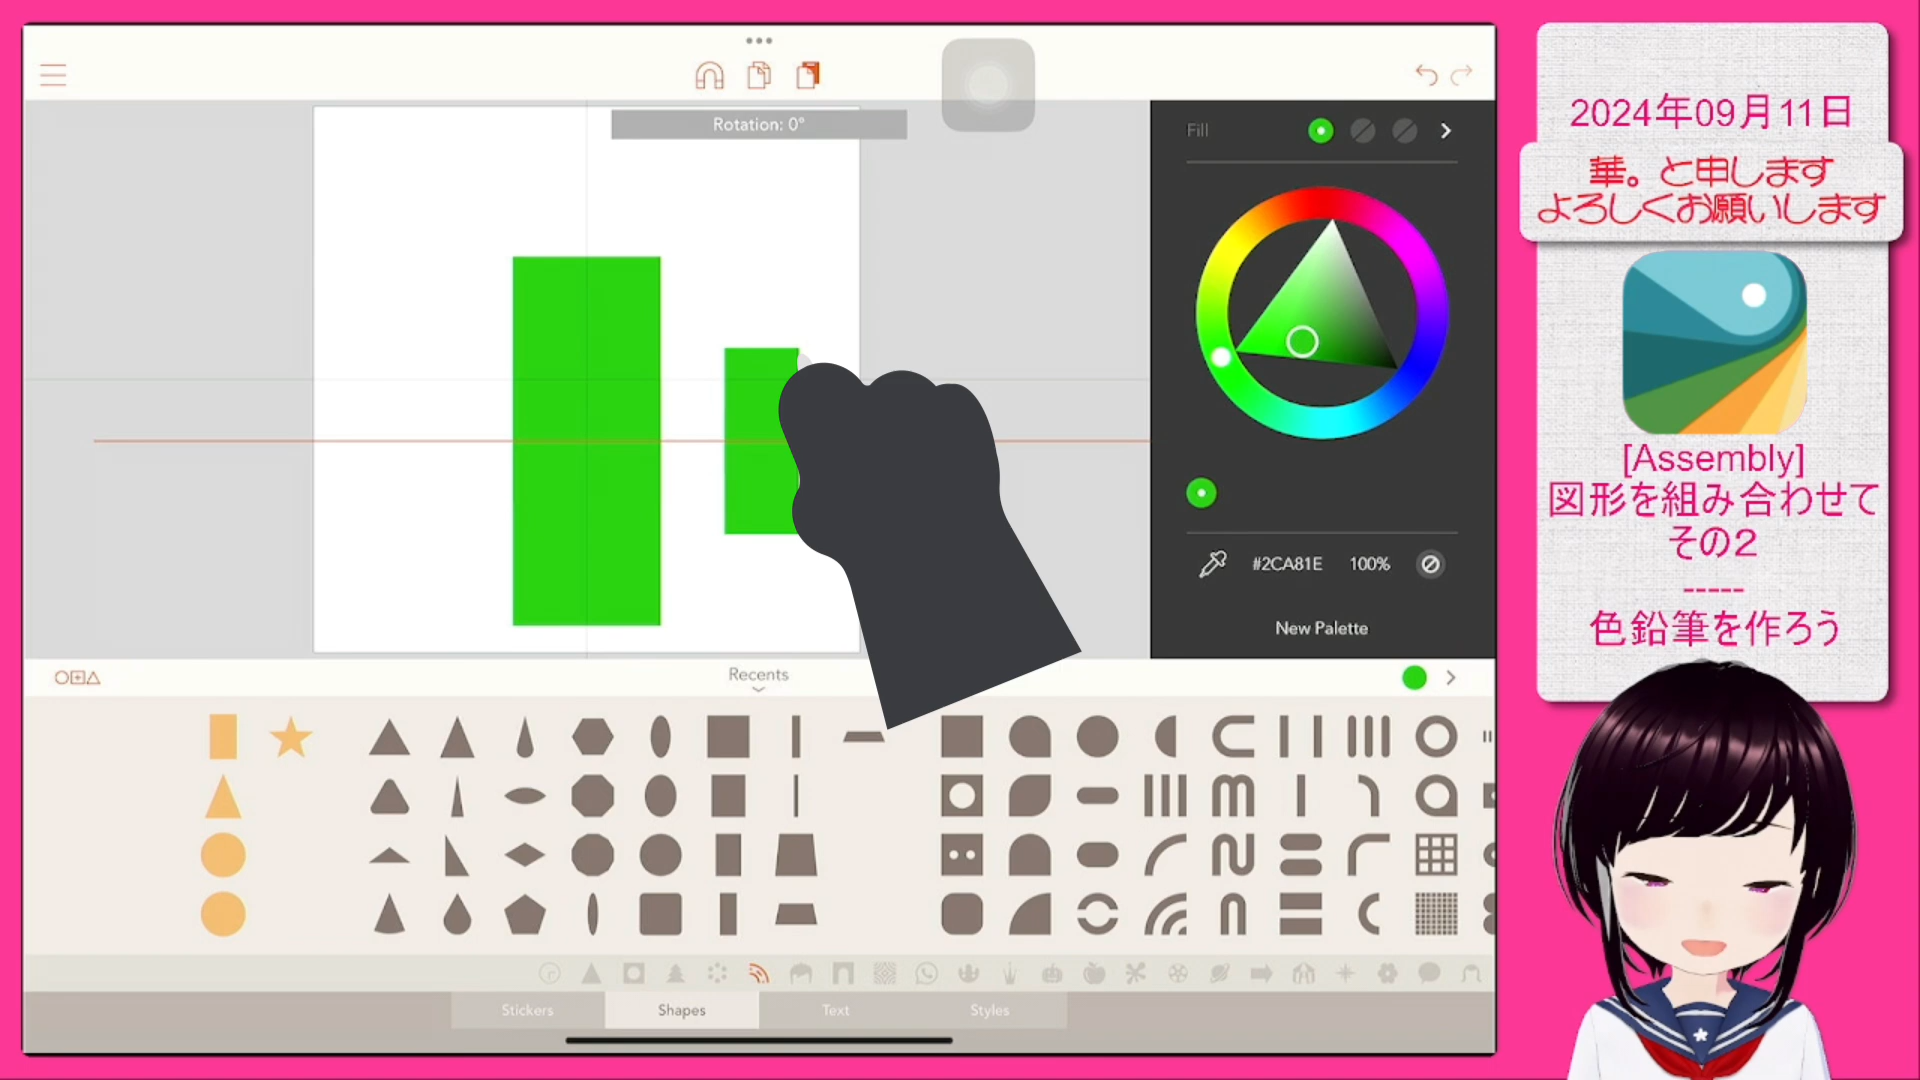 Rotation: 0°
Fill
#2CA81E 100%
New Palette
Recents
Stickers
Shapes
Text
Styles
2024年09月11日
華。と申します
よろしくお願いします
[Assembly]
図形を組み合わせて
その2
-----
色鉛筆を作ろう